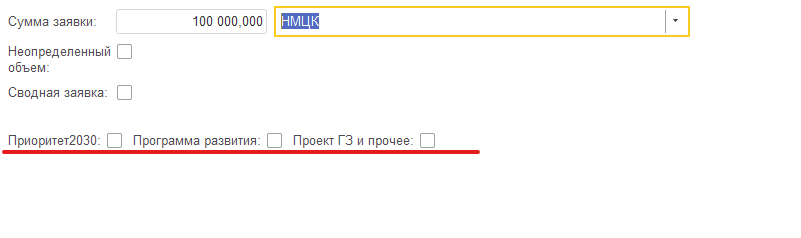 Сумма заявки: 100 000,000 НМЦК
Неопределенный
объем:
Сводная заявка:
Приоритет2030: Программа развития: Проект ГЗ и прочее: